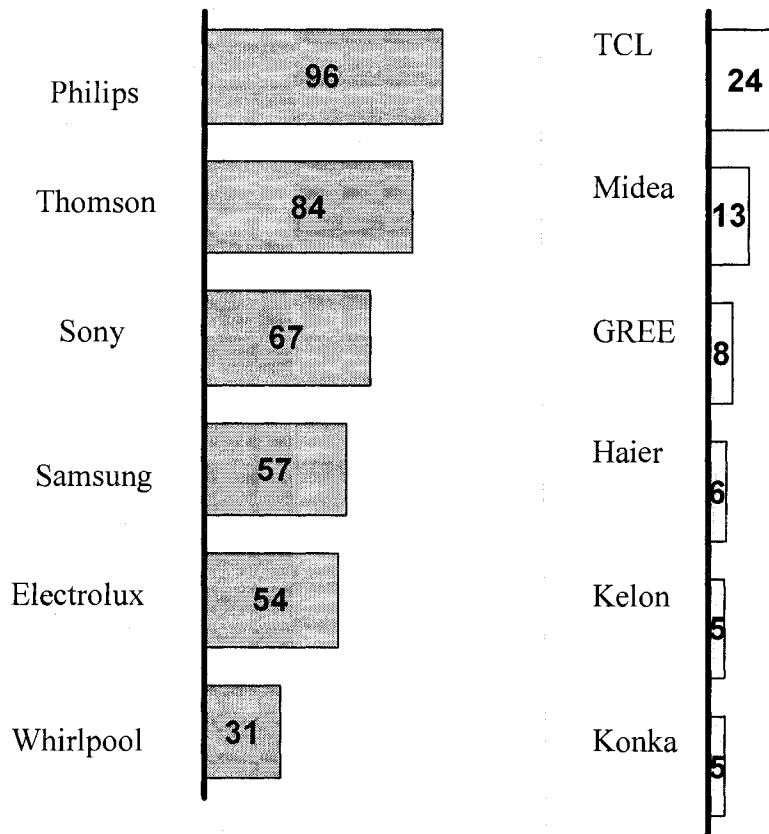 Philips 96
Thomson 84
Sony 67
Samsung 57
Electrolux 54
Whirlpool 31
TCL 24
Midea 13
GREE 8
Haier 6
Kelon 5
Konka 5